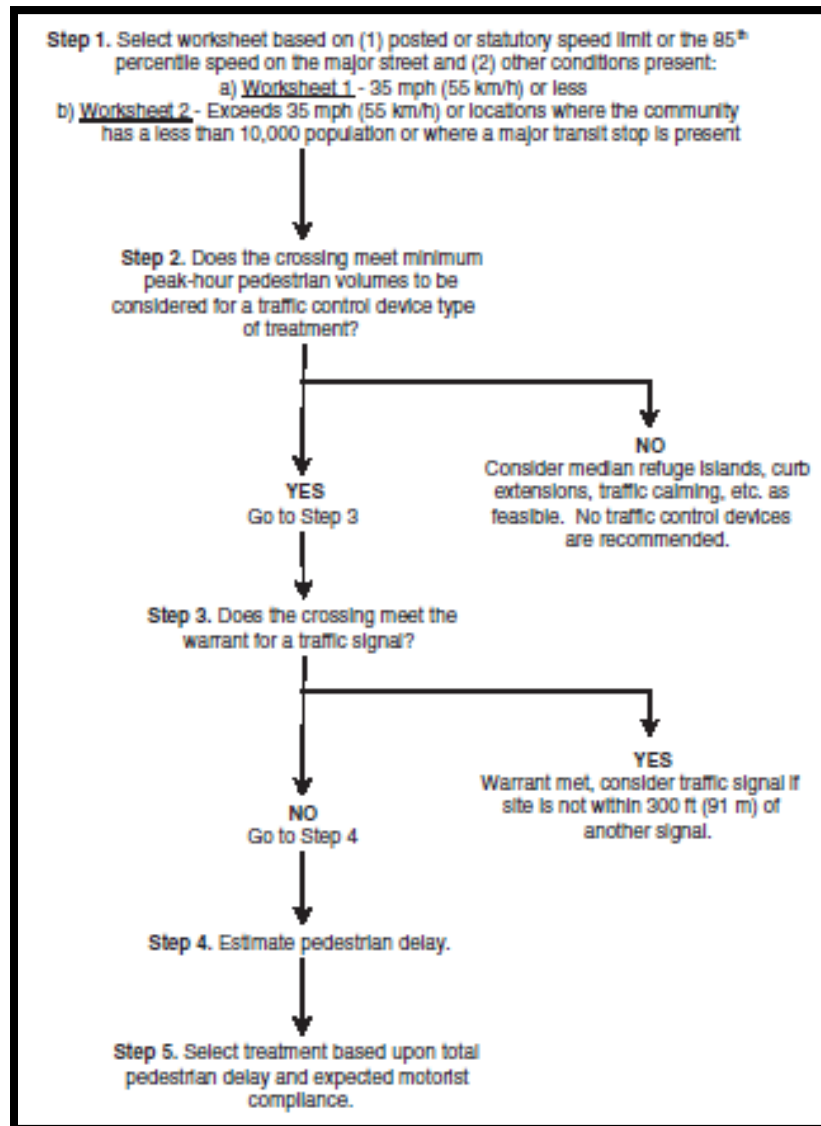 Step 1. Select worksheet based on (1) posted or statutory speed limit or the 85th
percentile speed on the major street and (2) other conditions present:
a) Worksheet 1 - 35 mph (55 km/h) or less
b) Worksheet 2 - Exceeds 35 mph (55 km/h) or locations where the community
has a less than 10,000 population or where a major transit stop is present
Step 2. Does the crossing meet minimum
peak-hour pedestrian volumes to be
considered for a traffic control device type
of treatment?
NO
Consider median refuge islands, curb
extensions, traffic calming, etc. as
feasible. No traffic control devices
are recommended.
YES
Go to Step 3
Step 3. Does the crossing meet the
warrant for a traffic signal?
YES
Warrant met, consider traffic signal if
site is not within 300 ft (91 m) of
another signal.
NO
Go to Step 4
Step 4. Estimate pedestrian delay.
Step 5. Select treatment based upon total
pedestrian delay and expected motorist
compliance.